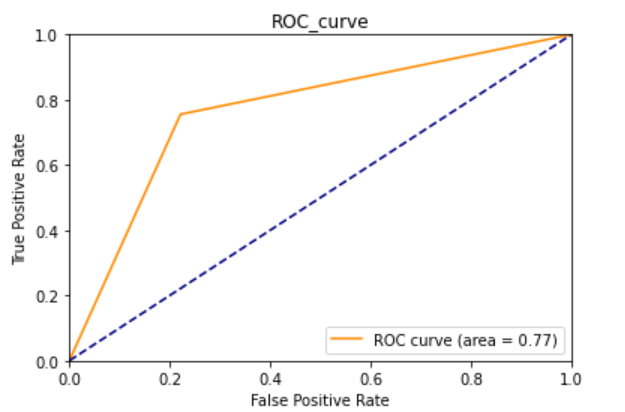 ROC_curve
1.0
0.8
0.6
0.4
0.2
0.0
True Positive Rate
ROC curve (area = 0.77)
0.0 0.2 0.4 0.6 0.8 1.0
False Positive Rate